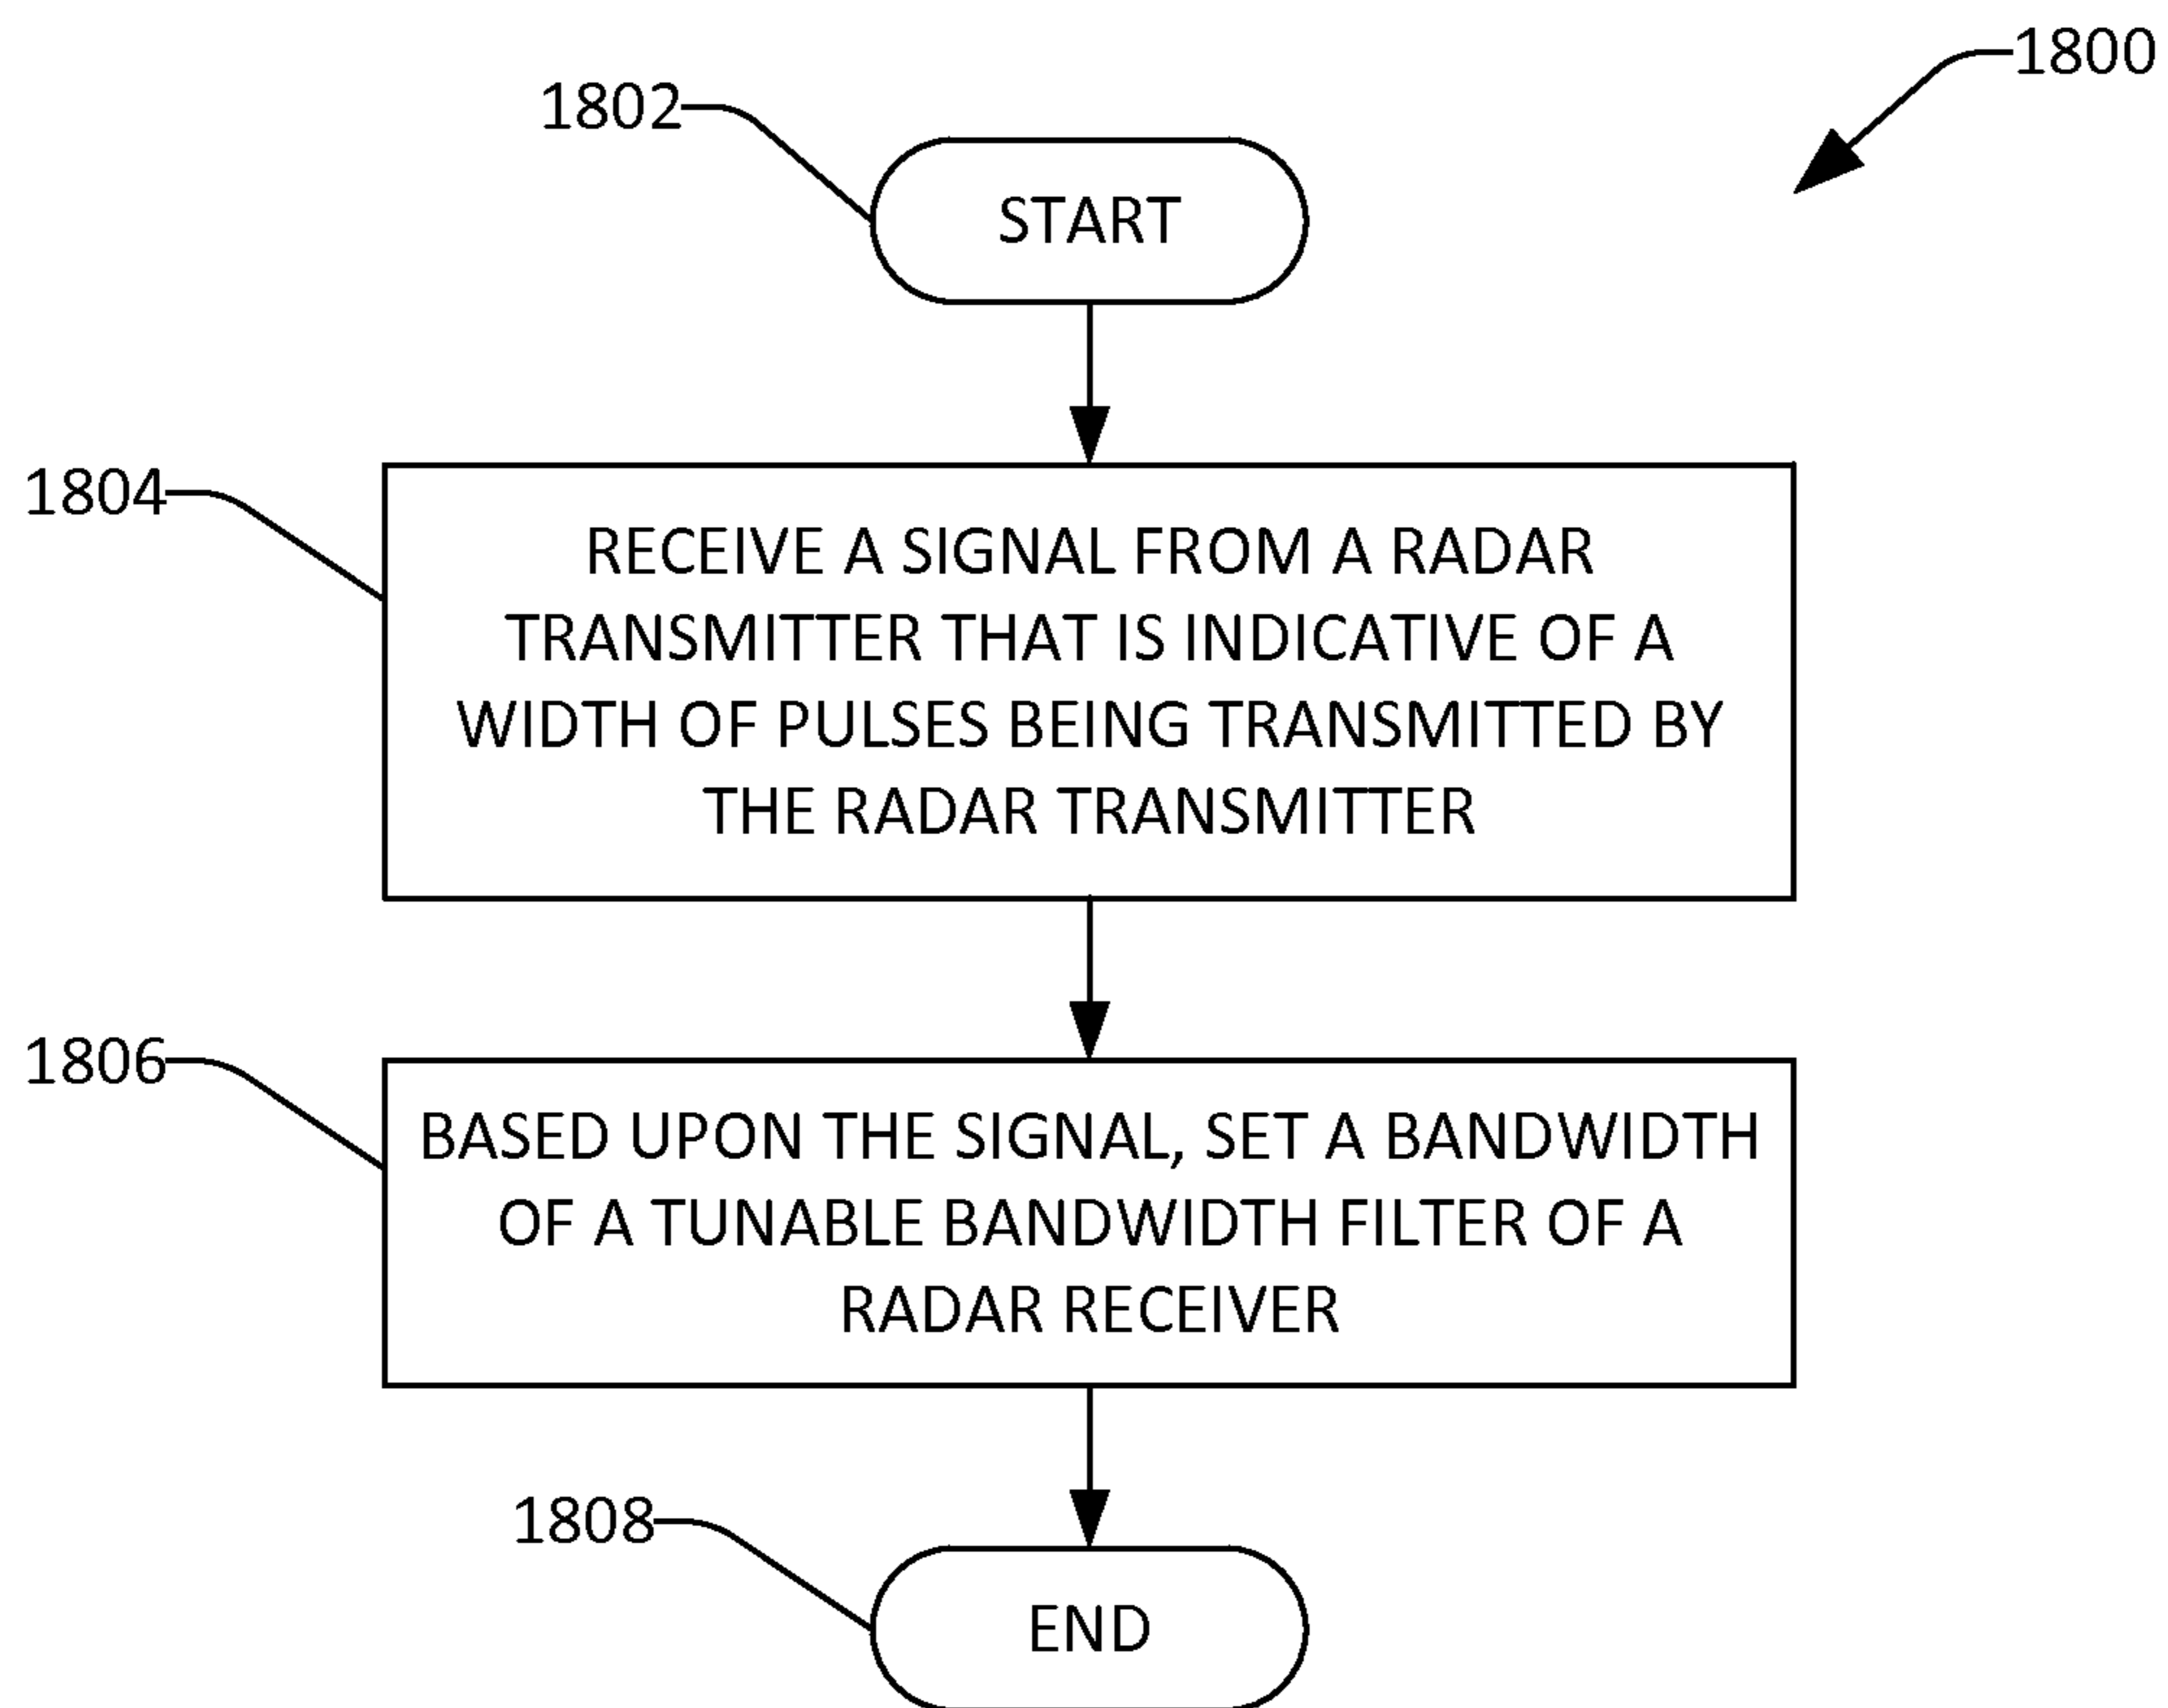 1800
1802
START
1804
RECEIVE A SIGNAL FROM A RADAR
TRANSMITTER THAT IS INDICATIVE OF A
WIDTH OF PULSES BEING TRANSMITTED BY
THE RADAR TRANSMITTER
1806
BASED UPON THE SIGNAL, SET A BANDWIDTH
OF A TUNABLE BANDWIDTH FILTER OF A
RADAR RECEIVER
1808
END